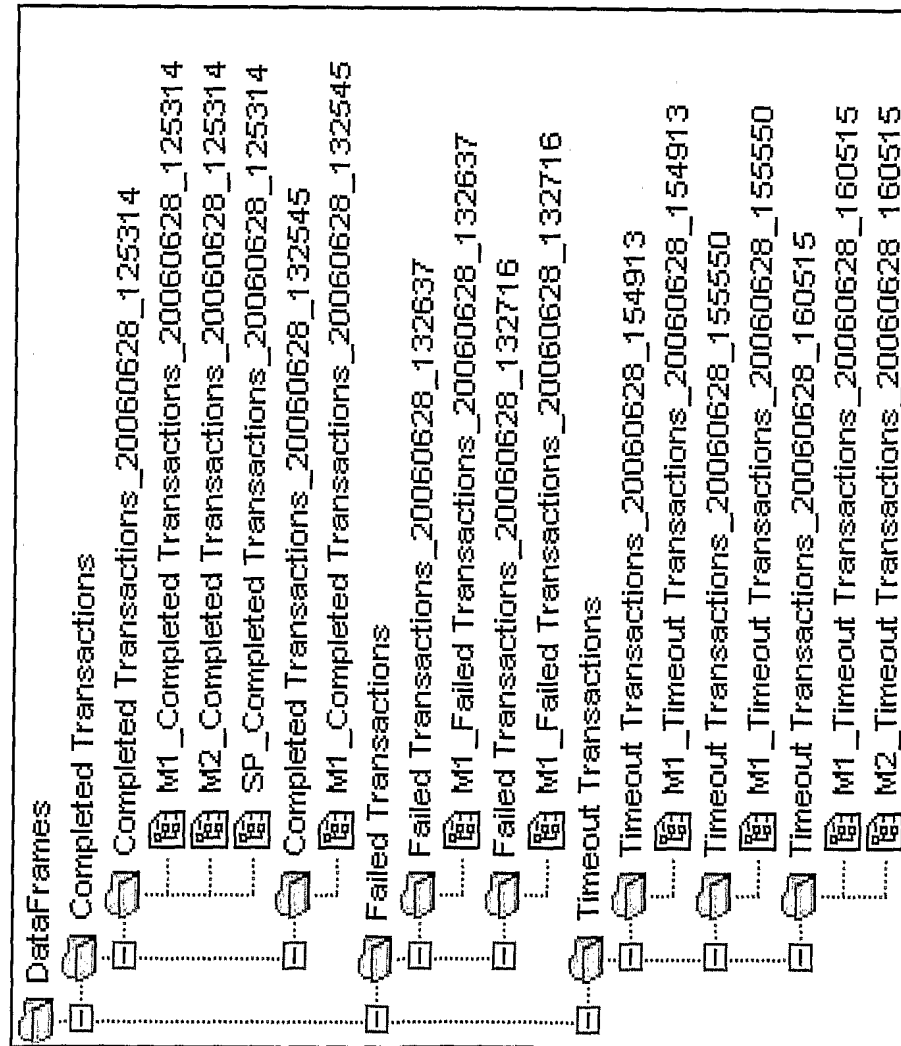 DataFrames
Completed Transactions
Completed Transactions_20060628_125314
M1_Completed Transactions_20060628_125314
M2_Completed Transactions_20060628_125314
SP_Completed Transactions_20060628_125314
Completed Transactions_20060628_132545
M1_Completed Transactions_20060628_132545
Failed Transactions
Failed Transactions_20060628_132637
M1_Failed Transactions_20060628_132637
Failed Transactions_20060628_132716
M1_Failed Transactions_20060628_132716
Timeout Transactions
Timeout Transactions_20060628_154913
M1_Timeout Transactions_20060628_154913
Timeout Transactions_20060628_155550
M1_Timeout Transactions_20060628_155550
Timeout Transactions_20060628_160515
M1_Timeout Transactions_20060628_160515
M2_Timeout Transactions_20060628_160515